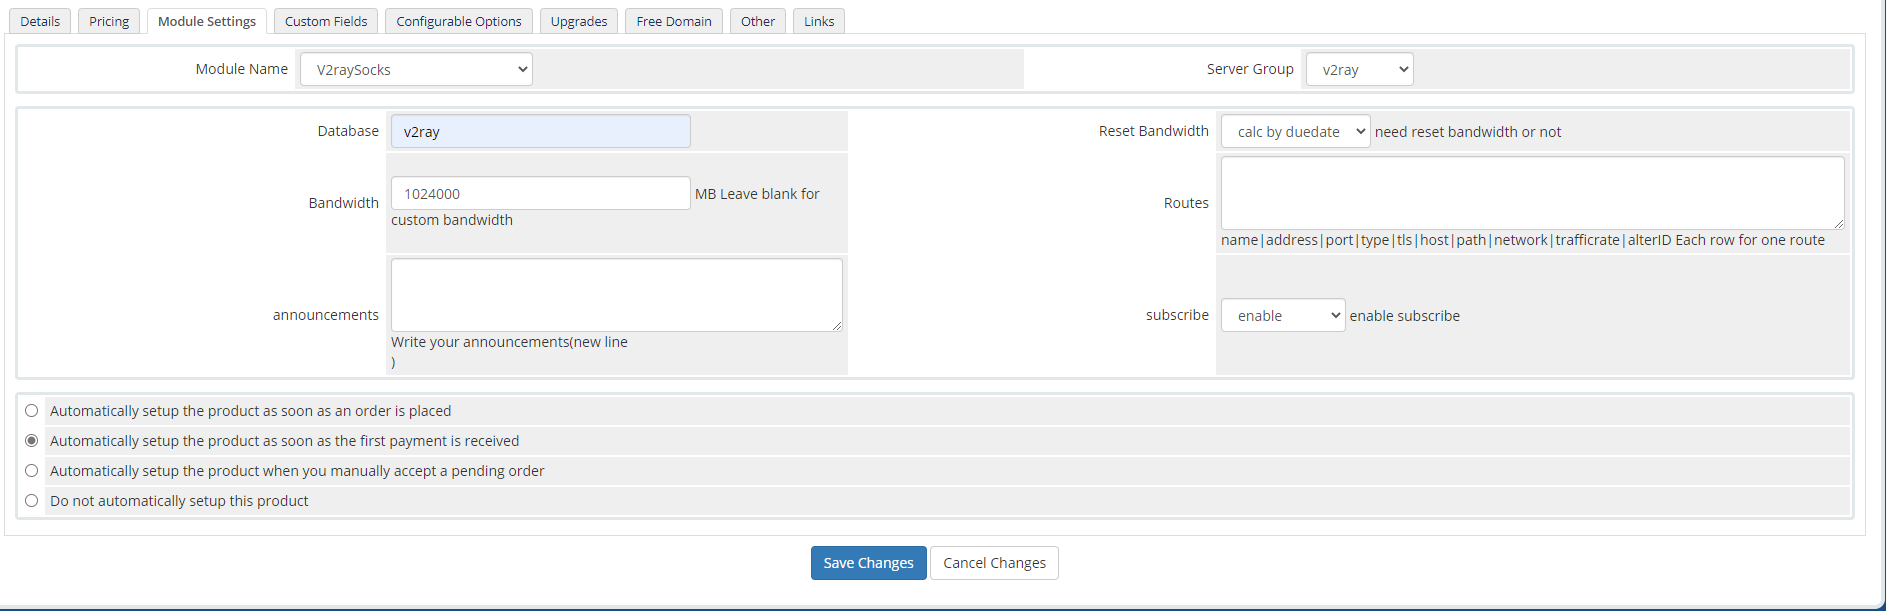 Details Pricing Module Settings Custom Fields Configurable Options Upgrades Free Domain Other Links
Module Name V2raySocks Server Group v2ray
Database v2ray Reset Bandwidth calc by duedate need reset bandwidth or not
Bandwidth 1024000 MB Leave blank for
custom bandwidth
Routes
name|address|port|type|tls|host|path|network|trafficrate|alterID Each row for one route
announcements
Write your announcements(new line
)
subscribe enable enable subscribe
Automatically setup the product as soon as an order is placed
Automatically setup the product as soon as the first payment is received
Automatically setup the product when you manually accept a pending order
Do not automatically setup this product
Save Changes Cancel Changes